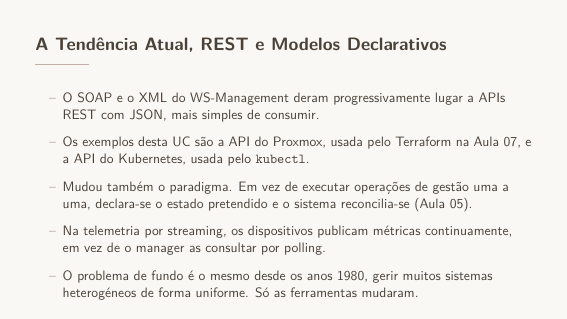 A Tendência Atual, REST e Modelos Declarativos
– O SOAP e o XML do WS-Management deram progressivamente lugar a APIs
REST com JSON, mais simples de consumir.
– Os exemplos desta UC são a API do Proxmox, usada pelo Terraform na Aula 07, e
a API do Kubernetes, usada pelo kubectl.
– Mudou também o paradigma. Em vez de executar operações de gestão uma a
uma, declara-se o estado pretendido e o sistema reconcilia-se (Aula 05).
– Na telemetria por streaming, os dispositivos publicam métricas continuamente,
em vez de o manager as consultar por polling.
– O problema de fundo é o mesmo desde os anos 1980, gerir muitos sistemas
heterogéneos de forma uniforme. Só as ferramentas mudaram.